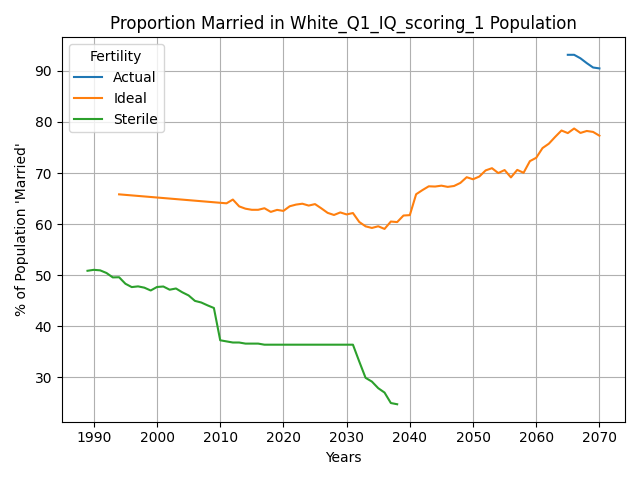 Proportion Married in White_Q1_IQ_scoring_1 Population
Fertility
Actual
Ideal
Sterile
% of Population 'Married'
90
80
70
60
50
40
30
1990 2000 2010 2020 2030 2040 2050 2060 2070
Years